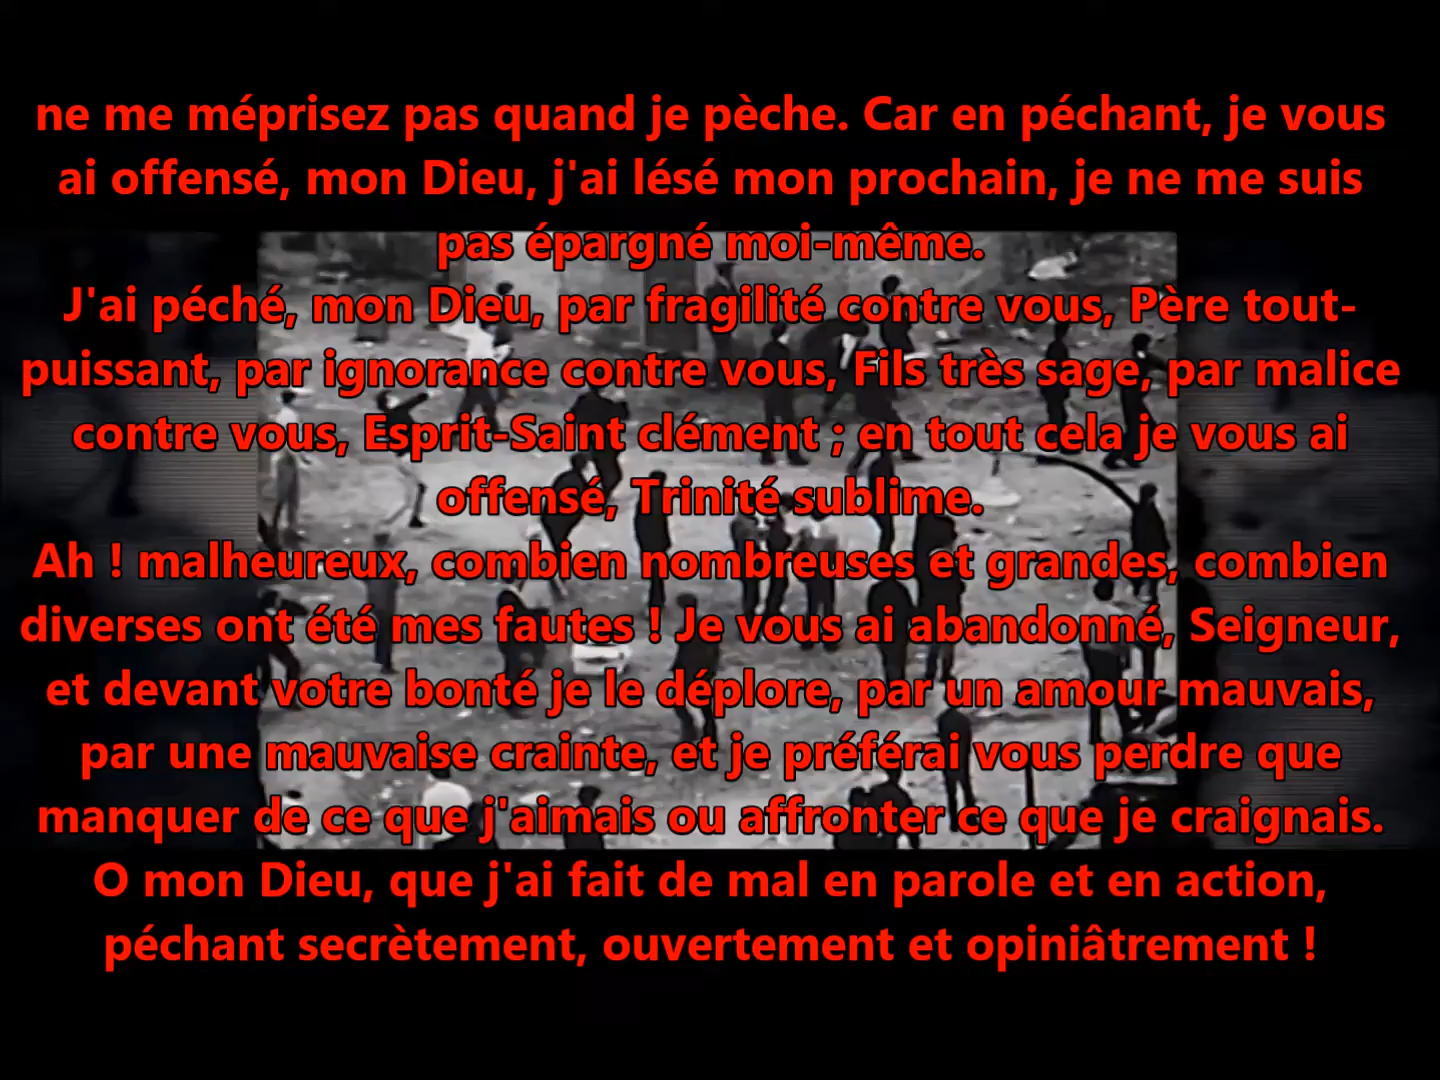 ne me méprisez pas quand je pèche. Car en péchant, je vous
ai offensé, mon Dieu, j'ai lésé mon prochain, je ne me suis
pas épargné moi-même.
J'ai péché, mon Dieu, par fragilité contre vous, Père tout-
puissant, par ignorance contre vous, Fils très sage, par malice
contre vous, Esprit-Saint clément ; en tout cela je vous ai
offensé, Trinité sublime.
Ah ! malheureux, combien nombreuses et grandes, combien
diverses ont été mes fautes ! Je vous ai abandonné, Seigneur,
et devant votre bonté je le déplore, par un amour mauvais,
par une mauvaise crainte, et je préférai vous perdre que
manquer de ce que j'aimais ou affronter ce que je craignais.
O mon Dieu, que j'ai fait de mal en parole et en action,
péchant secrètement, ouvertement et opiniâtrement !